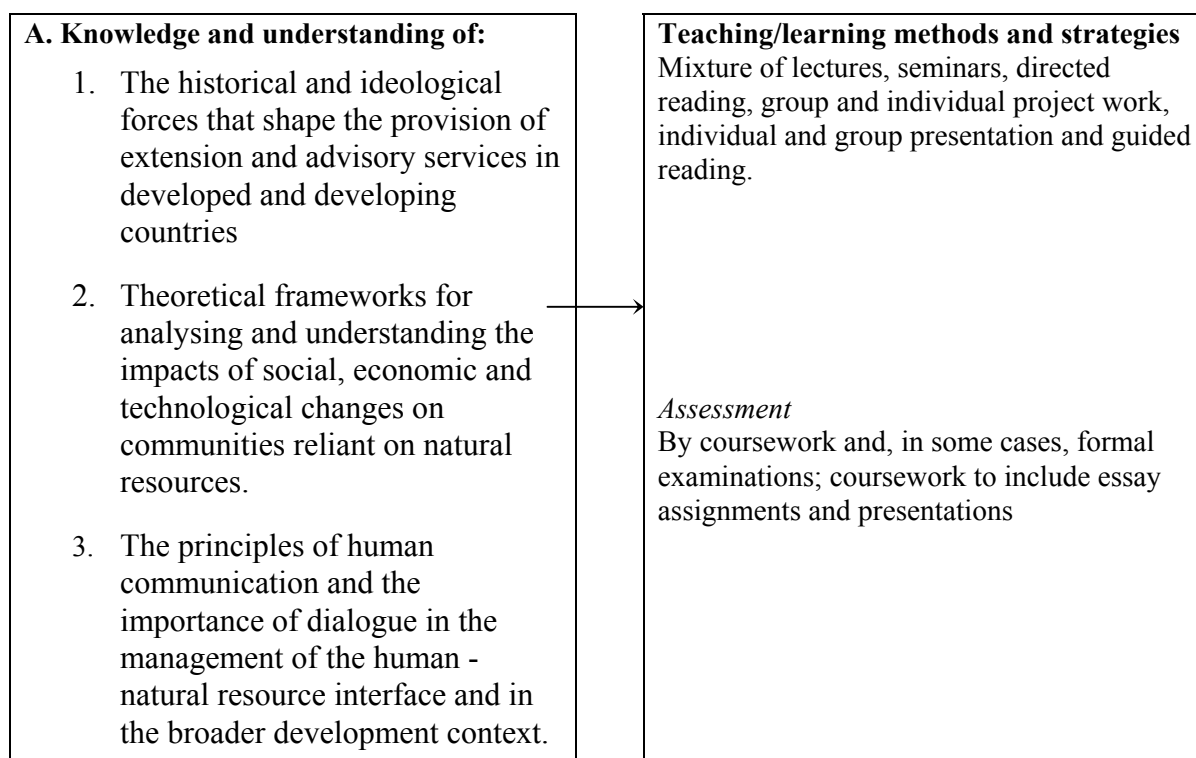 A. Knowledge and understanding of:
1. The historical and ideological
forces that shape the provision of
extension and advisory services in
developed and developing
countries
2. Theoretical frameworks for
analysing and understanding the
impacts of social, economic and
technological changes on
communities reliant on natural
resources.
3. The principles of human
communication and the
importance of dialogue in the
management of the human -
natural resource interface and in
the broader development context.
Teaching/learning methods and strategies
Mixture of lectures, seminars, directed
reading, group and individual project work,
individual and group presentation and guided
reading.
Assessment
By coursework and, in some cases, formal
examinations; coursework to include essay
assignments and presentations